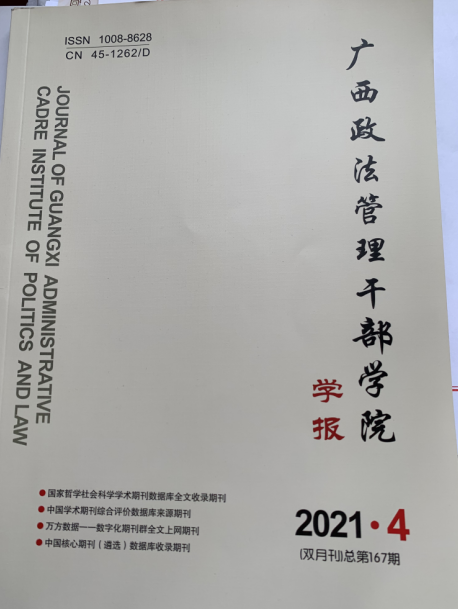 ISSN 1008-8628
CN 45-1262/D
JOURNAL OF GUANGXI ADMINISTRATIVE
CADRE INSTITUTE OF POLITICS AND LAW
广西政法管理干部学院
学报
●国家哲学社会科学学术期刊数据库全文收录期刊
●中国学术期刊综合评价数据库来源期刊
●万方数据——数字化期刊群全文上网期刊
●中国核心期刊（遴选）数据库收录期刊
2021·4
(双月刊)总第167期